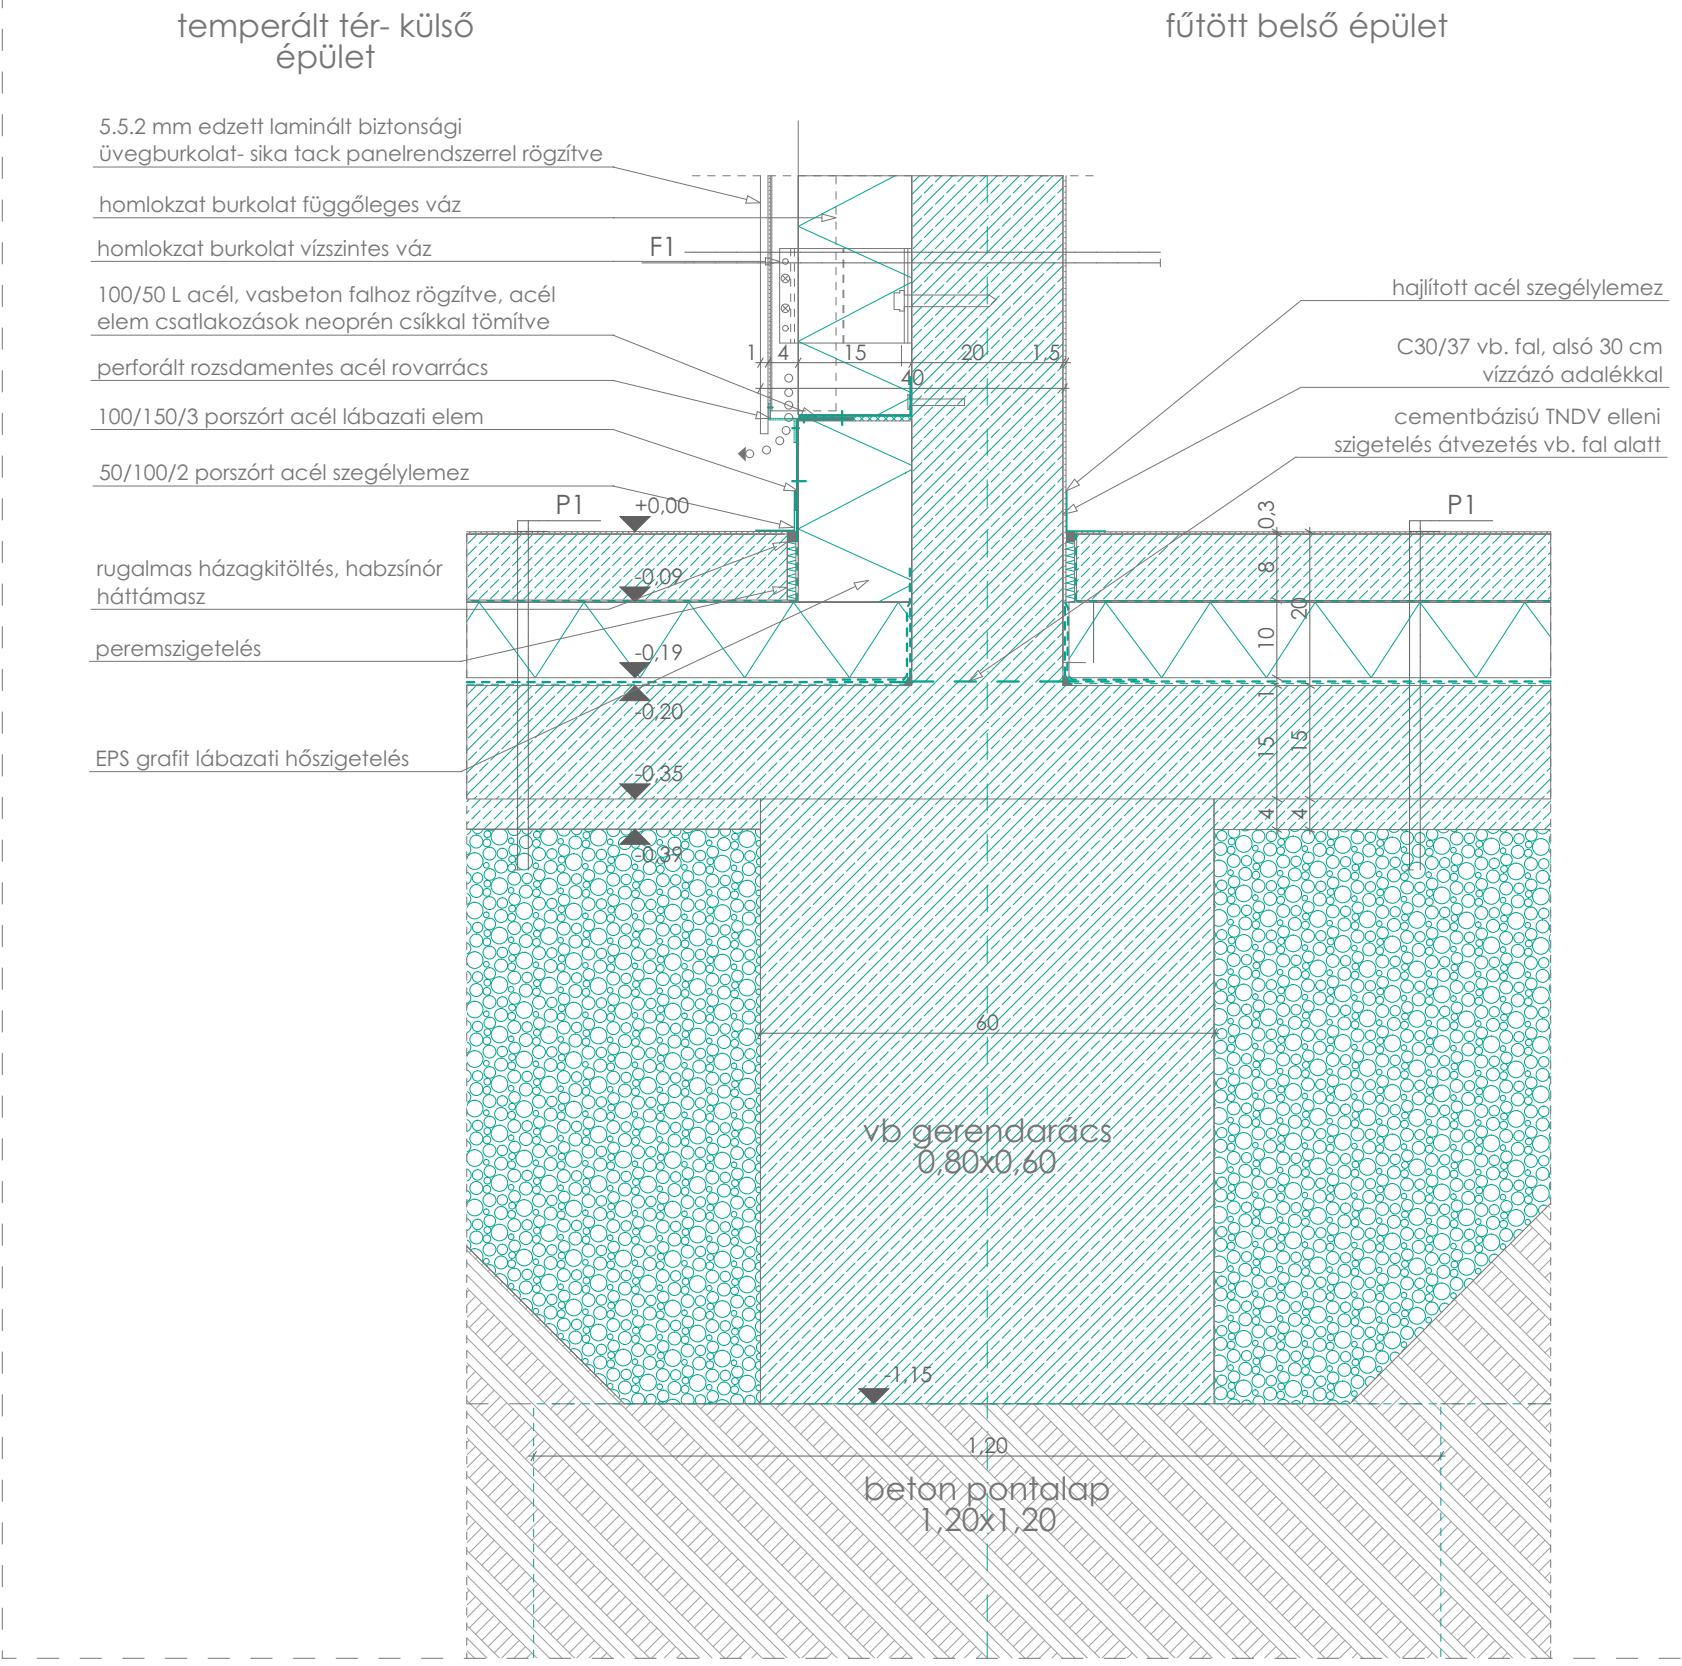 temperált tér- külső
épület
fűtött belső épület
5.5.2 mm edzett laminált biztonsági
üvegburkolat- sika tack panelrendszerrel rögzítve
homlokzat burkolat függőleges váz
homlokzat burkolat vízszintes váz
F1
100/50 L acél, vasbeton falhoz rögzítve, acél
elem csatlakozások neoprén csíkkal tömítve
perforált rozsdamentes acél rovarrács
100/150/3 porszórt acél lábazati elem
50/100/2 porszórt acél szegélylemez
rugalmas házagkitöltés, habzsínór
háttámasz
peremszigetelés
EPS grafit lábazati hőszigetelés
hajlított acél szegélylemez
C30/37 vb. fal, alsó 30 cm
vízzázó adalékkal
cementbázisú TNDV elleni
szigetelés átvezetés vb. fal alatt
1 4 15 20 1,5
40
P1
+0,00
P1
0,3
8
-0,09
20
10
-0,19
1
-0,20
15
15
-0,35
4
4
-0,39
60
vb gerendarács
0,80x0,60
-1,15
1,20
beton pontalap
1,20x1,20